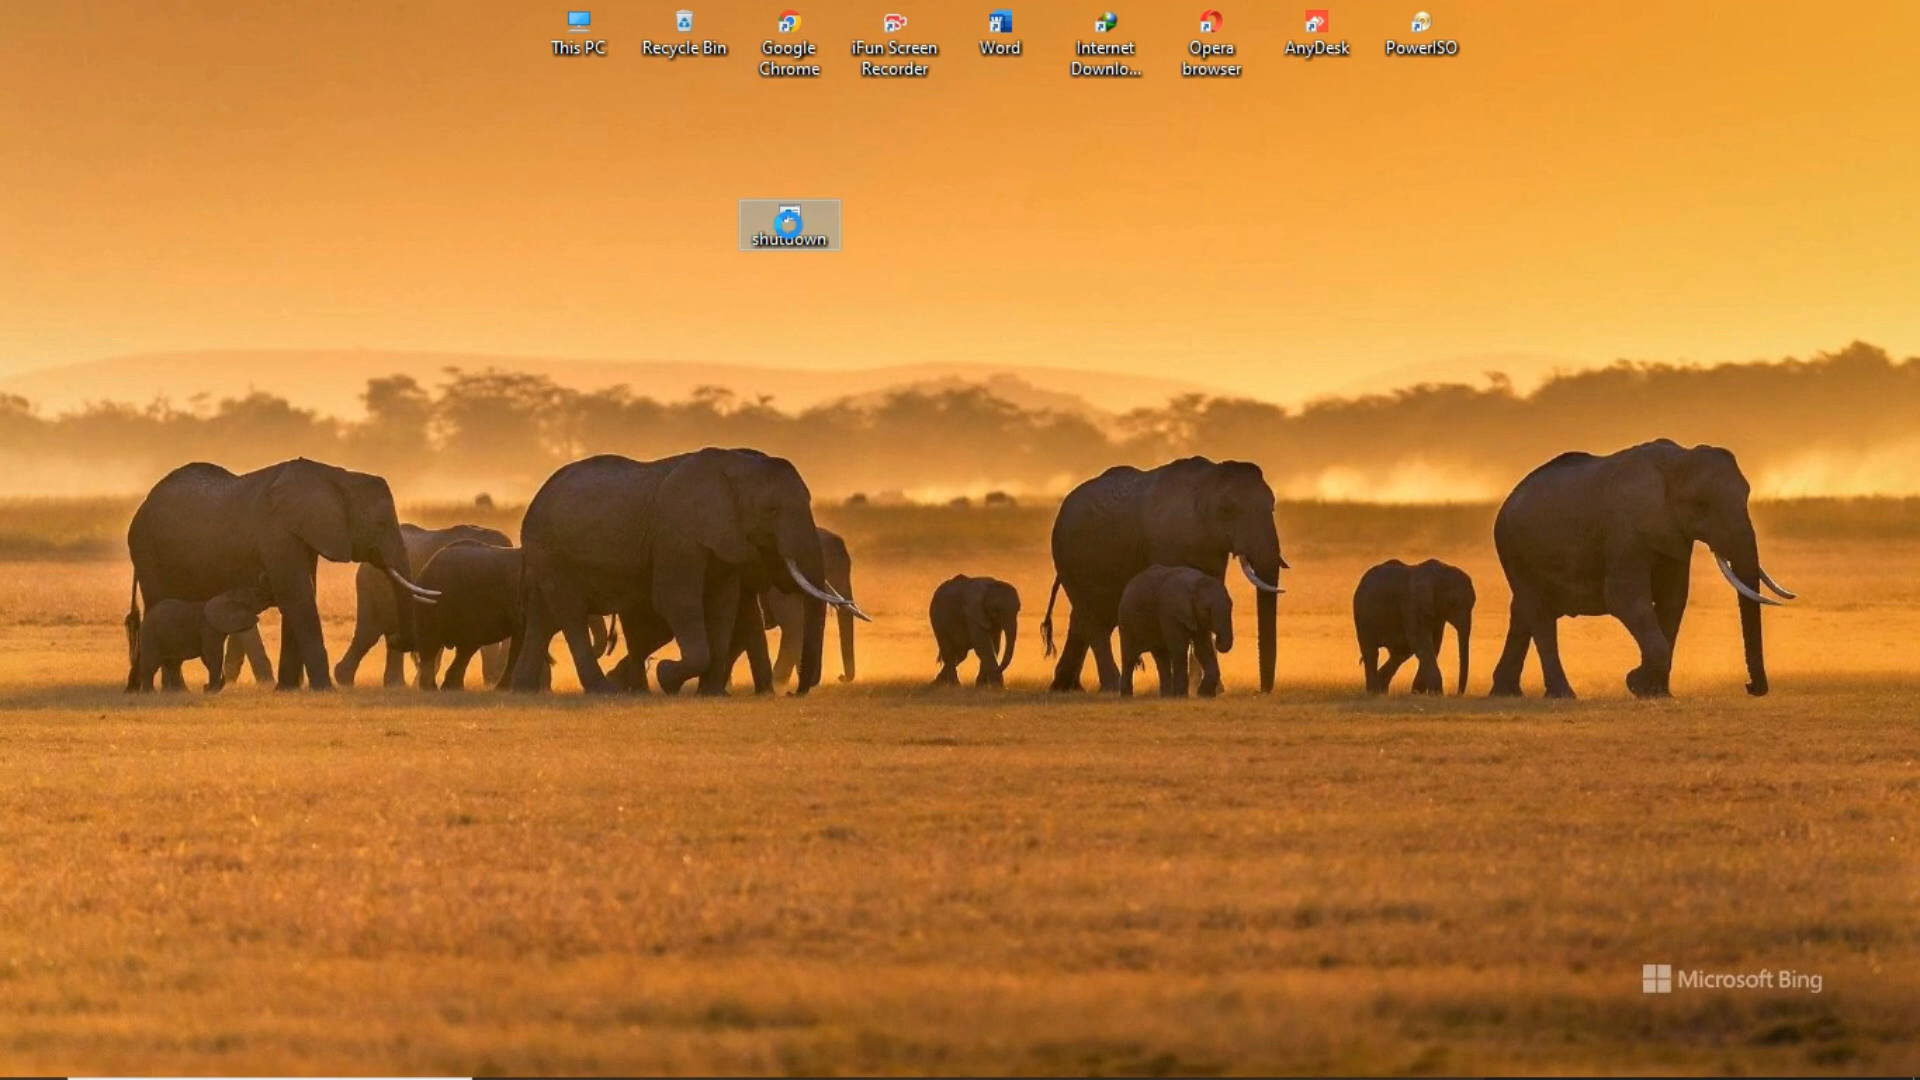 This PC
Recycle Bin
Google
Chrome
iFun Screen
Recorder
Word
Internet
Downlo...
Opera
browser
AnyDesk
PowerISO
shutdown
Microsoft Bing